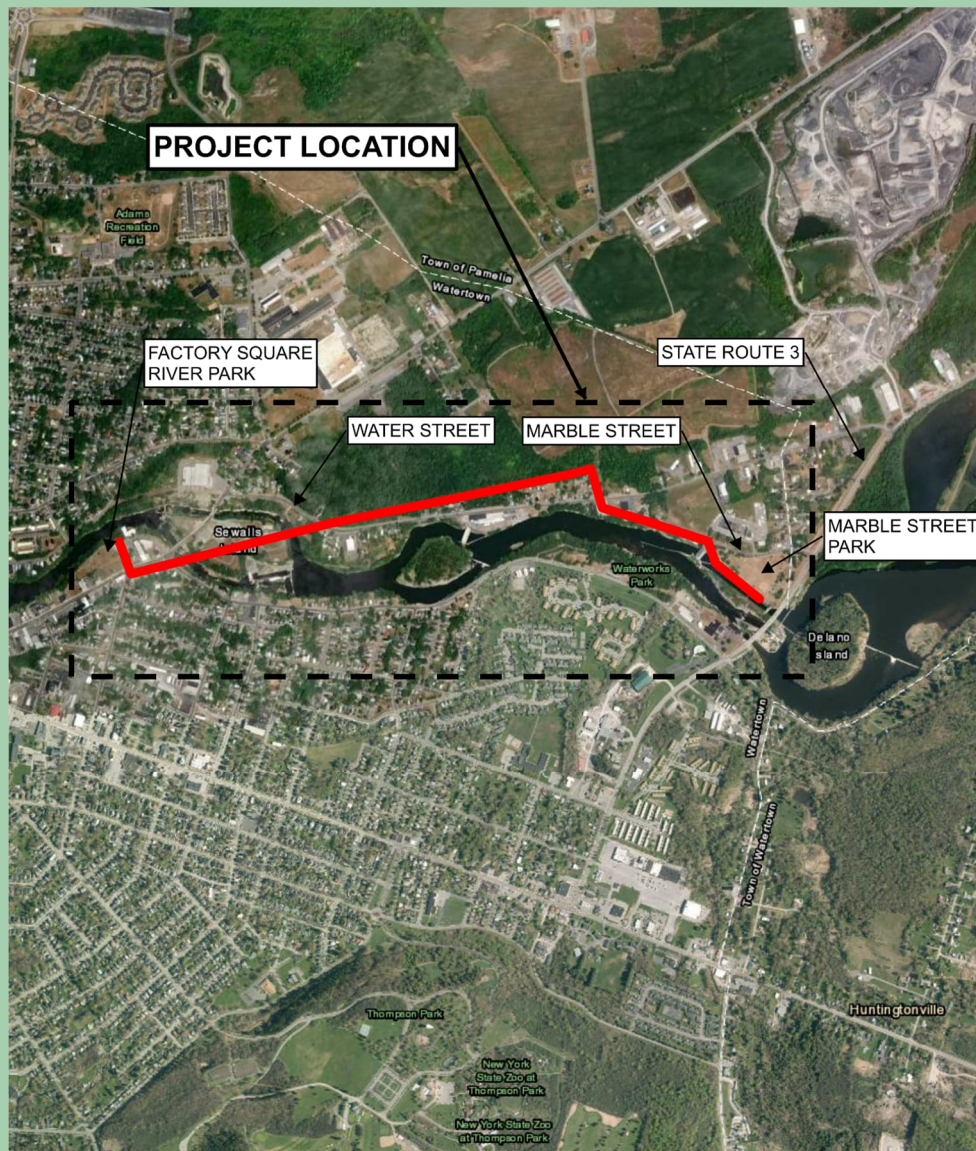 PROJECT LOCATION
Adams
Recreation
Field
Town of Pamelia
Watertown
FACTORY SQUARE
RIVER PARK
STATE ROUTE 3
WATER STREET
MARBLE STREET
MARBLE STREET
PARK
Sewalls
Island
Waterworks
Park
Delano
Island
Watertown
Town of Watertown
Huntingtonville
Thompson Park
New York
State Zoo at
Thompson Park
New York State Zoo
at Thompson Park